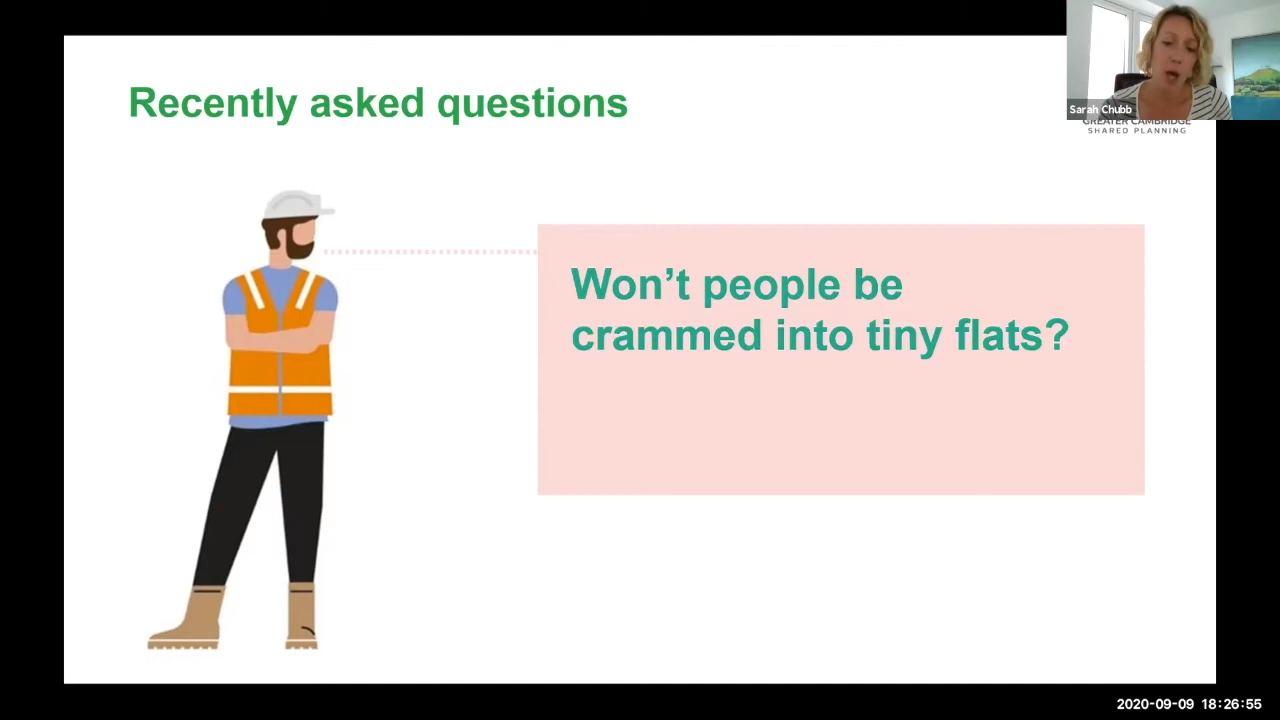 Recently asked questions
Sarah Chubb
GREATER CAMBRIDGE
SHARED PLANNING
Won’t people be
crammed into tiny flats?
2020-09-09 18:26:55